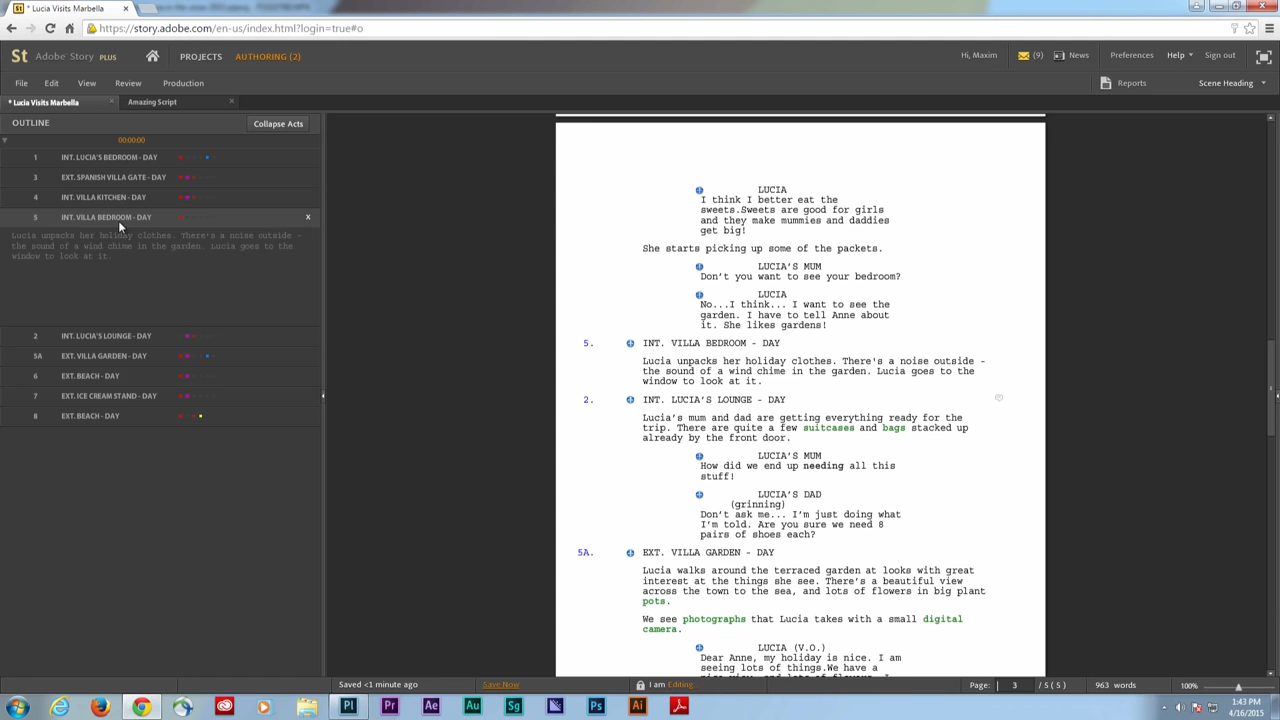 * Lucia Visits Marbella
https://story.adobe.com/en-us/index.html?login=true#o
St Adobe Story PLUS PROJECTS AUTHORING (2) Hi, Maxim (9) News Preferences Help Sign out
File Edit View Review Production Reports Scene Heading
* Lucia Visits Marbella x Amazing Script x
OUTLINE Collapse Acts
00:00:00
1 INT. LUCIA'S BEDROOM - DAY
3 EXT. SPANISH VILLA GATE - DAY
4 INT. VILLA KITCHEN - DAY
5 INT. VILLA BEDROOM - DAY X
Lucia unpacks her holiday clothes. There's a noise outside -
the sound of a wind chime in the garden. Lucia goes to the
window to look at it.
2 INT. LUCIA'S LOUNGE - DAY
5A EXT. VILLA GARDEN - DAY
6 EXT. BEACH - DAY
7 EXT. ICE CREAM STAND - DAY
8 EXT. BEACH - DAY
LUCIA
I think I better eat the
sweets.Sweets are good for girls
and they make mummies and daddies
get big!
She starts picking up some of the packets.
LUCIA'S MUM
Don't you want to see your bedroom?
LUCIA
No...I think... I want to see the
garden. I have to tell Anne about
it. She likes gardens!
5. INT. VILLA BEDROOM - DAY
Lucia unpacks her holiday clothes. There's a noise outside -
the sound of a wind chime in the garden. Lucia goes to the
window to look at it.
2. INT. LUCIA'S LOUNGE - DAY
Lucia's mum and dad are getting everything ready for the
trip. There are quite a few suitcases and bags stacked up
already by the front door.
LUCIA'S MUM
How did we end up needing all this
stuff!
LUCIA'S DAD
(grinning)
Don't ask me... I'm just doing what
I'm told. Are you sure we need 8
pairs of shoes each?
5A. EXT. VILLA GARDEN - DAY
Lucia walks around the terraced garden at looks with great
interest at the things she see. There's a beautiful view
across the town to the sea, and lots of flowers in big plant
pots.
We see photographs that Lucia takes with a small digital
camera.
LUCIA (V.O.)
Dear Anne, my holiday is nice. I am
seeing lots of things.We have a
Saved <1 minute ago Save Now I am Editing. Page: 3 / 5 ( 5 ) 963 words 100%
Pl Pr Ae Au Sg Ps Ai
1:43 PM
4/16/2015